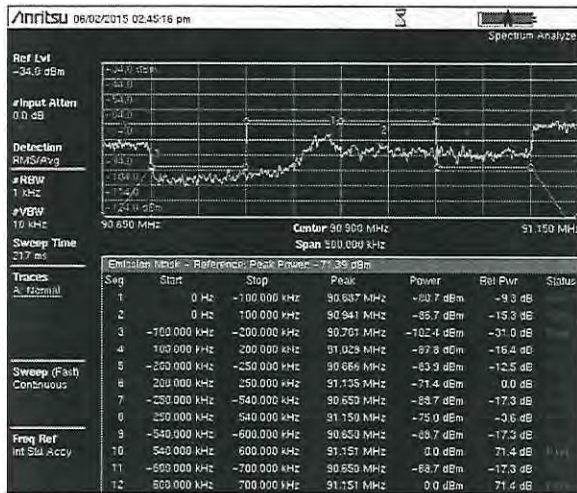 Anritsu 06/02/2015 02:45:16 pm
Spectrum Analyzer
Ref Lvl
-34.0 dBm
#Input Atten
0.0 dB
Detection
RMS/Avg
#RBW
1 kHz
#VBW
10 kHz
Sweep Time
217 ms
Traces
A: Normal
Sweep (Fast)
Continuous
Freq Ref
Int Std Accy
90.650 MHz
Center 90.900 MHz
91.150 MHz
Span 500.000 kHz
Emission Mask - Reference: Peak Power -71.39 dBm
Seg Start Stop Peak Power Rel Pwr Status
1 0 Hz -100.000 kHz 90.887 MHz -80.7 dBm -9.3 dB
2 0 Hz 100.000 kHz 90.941 MHz -86.7 dBm -15.3 dB
3 -100.000 kHz -200.000 kHz 90.761 MHz -102.4 dBm -31.0 dB
4 100.000 kHz 200.000 kHz 91.029 MHz -87.8 dBm -16.4 dB
5 -200.000 kHz -250.000 kHz 90.666 MHz -83.9 dBm -12.5 dB
6 200.000 kHz 250.000 kHz 91.135 MHz -71.4 dBm 0.0 dB
7 -250.000 kHz -540.000 kHz 90.650 MHz -88.7 dBm -17.3 dB
8 250.000 kHz 540.000 kHz 91.150 MHz -75.0 dBm -3.6 dB
9 -540.000 kHz -600.000 kHz 90.650 MHz -88.7 dBm -17.3 dB
10 540.000 kHz 600.000 kHz 91.151 MHz 0.0 dBm 71.4 dB
11 -600.000 kHz -700.000 kHz 90.650 MHz -88.7 dBm -17.3 dB
12 600.000 kHz 700.000 kHz 91.151 MHz 0.0 dBm 71.4 dB